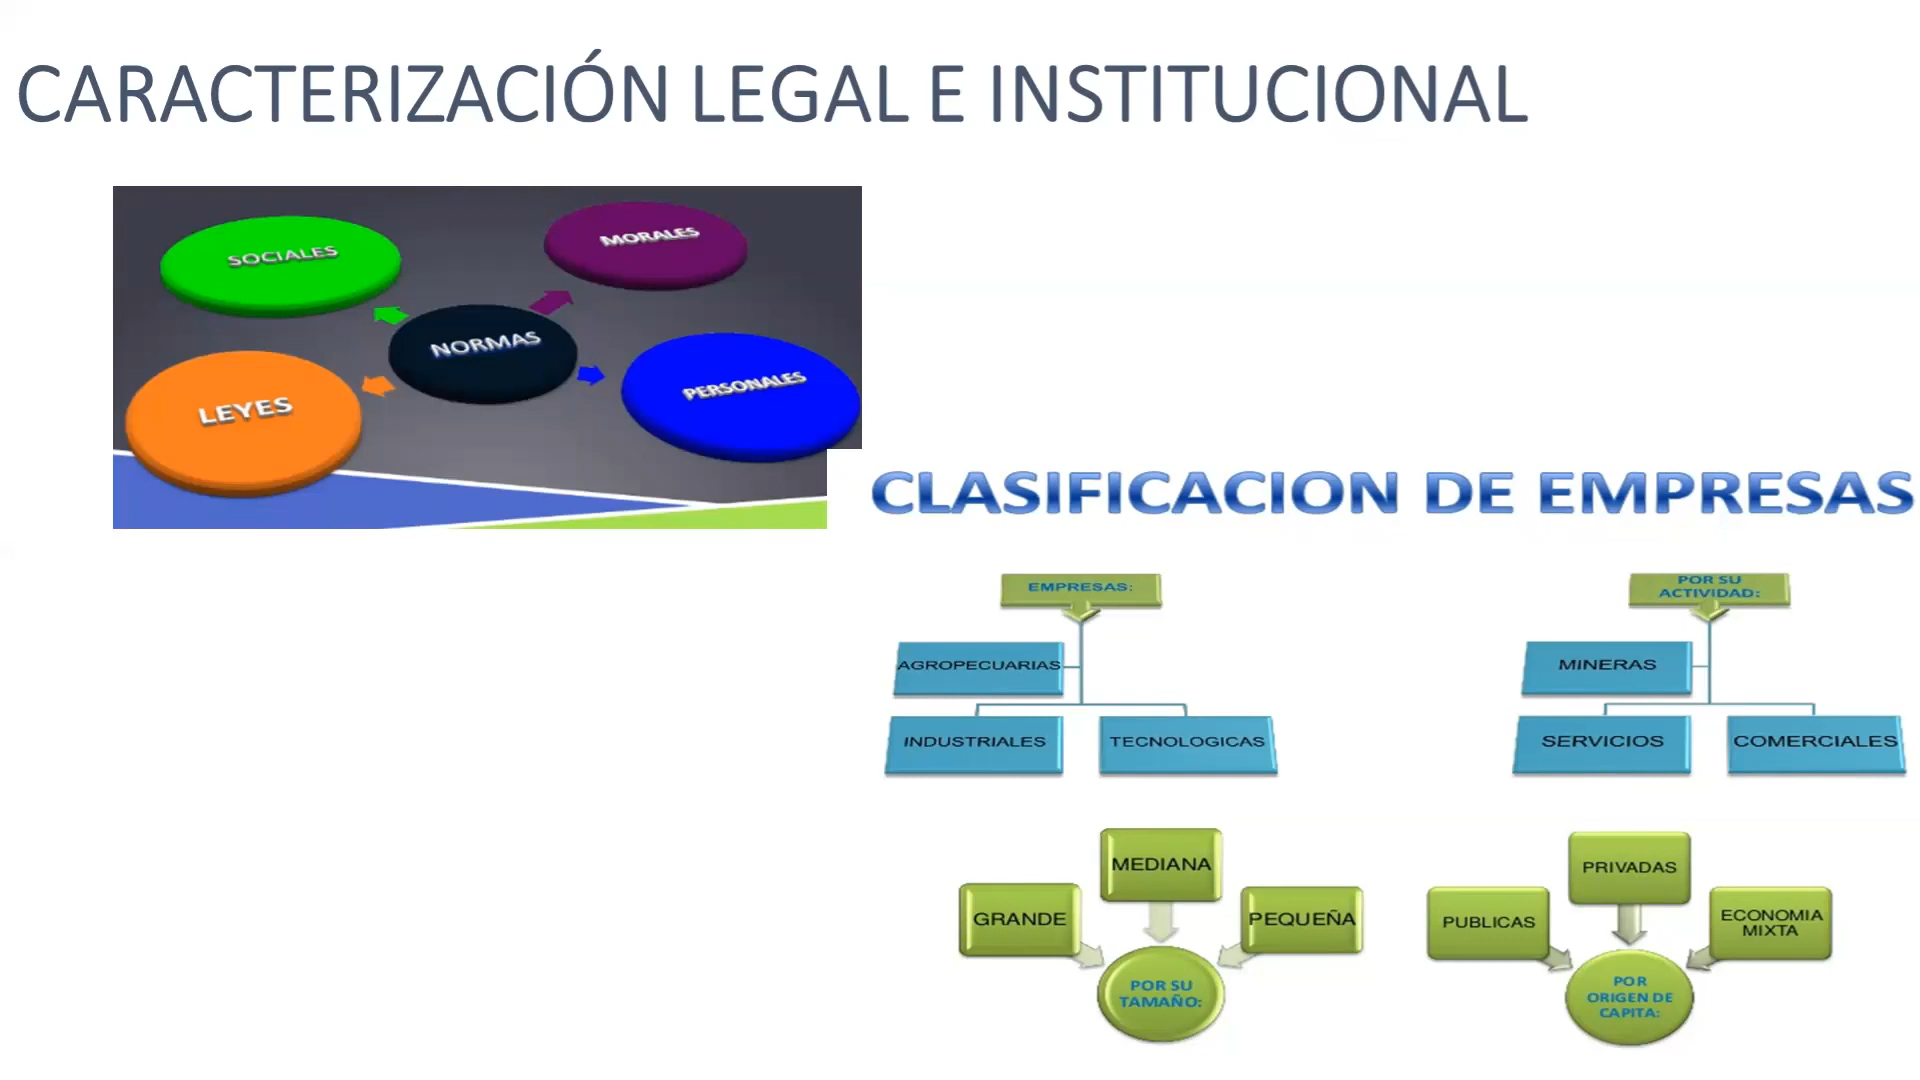 CARACTERIZACIÓN LEGAL E INSTITUCIONAL
SOCIALES
MORALES
NORMAS
LEYES
PERSONALES
CLASIFICACION DE EMPRESAS
EMPRESAS:
AGROPECUARIAS
INDUSTRIALES
TECNOLOGICAS
POR SU
ACTIVIDAD:
MINERAS
SERVICIOS
COMERCIALES
GRANDE
MEDIANA
PEQUEÑA
POR SU
TAMAÑO:
PUBLICAS
PRIVADAS
ECONOMIA
MIXTA
POR
ORIGEN DE
CAPITA: